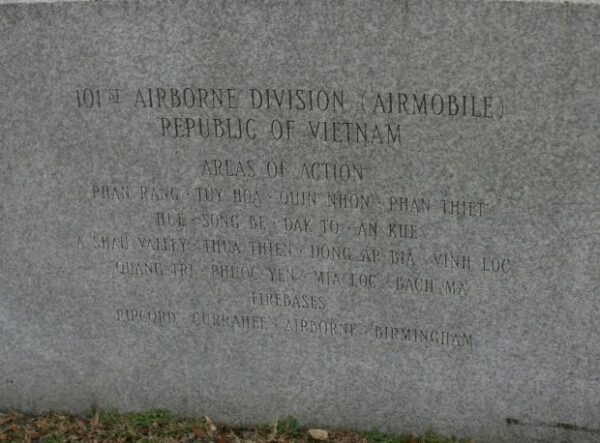 101ST AIRBORNE DIVISION (AIRMOBILE)
REPUBLIC OF VIETNAM
AREAS OF ACTION
PHAN RANG · TUY HOA · QUIN NHON · PHAN THIET
HUE · SONG BE · DAK TO · AN KHE
A SHAU VALLEY · THUA THIEN · DONG AP BIA · VINH LOC
QUANG TRI · PHUOC YEN · MIA LOC · BACH MA
FIREBASES
RIPCORD · CURRAHEE · AIRBORNE · BIRMINGHAM